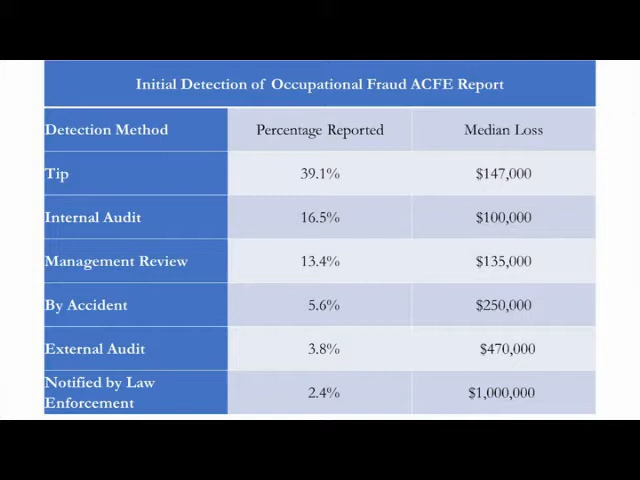 Initial Detection of Occupational Fraud ACFE Report
Detection Method Percentage Reported Median Loss
Tip 39.1% $147,000
Internal Audit 16.5% $100,000
Management Review 13.4% $135,000
By Accident 5.6% $250,000
External Audit 3.8% $470,000
Notified by Law
Enforcement 2.4% $1,000,000